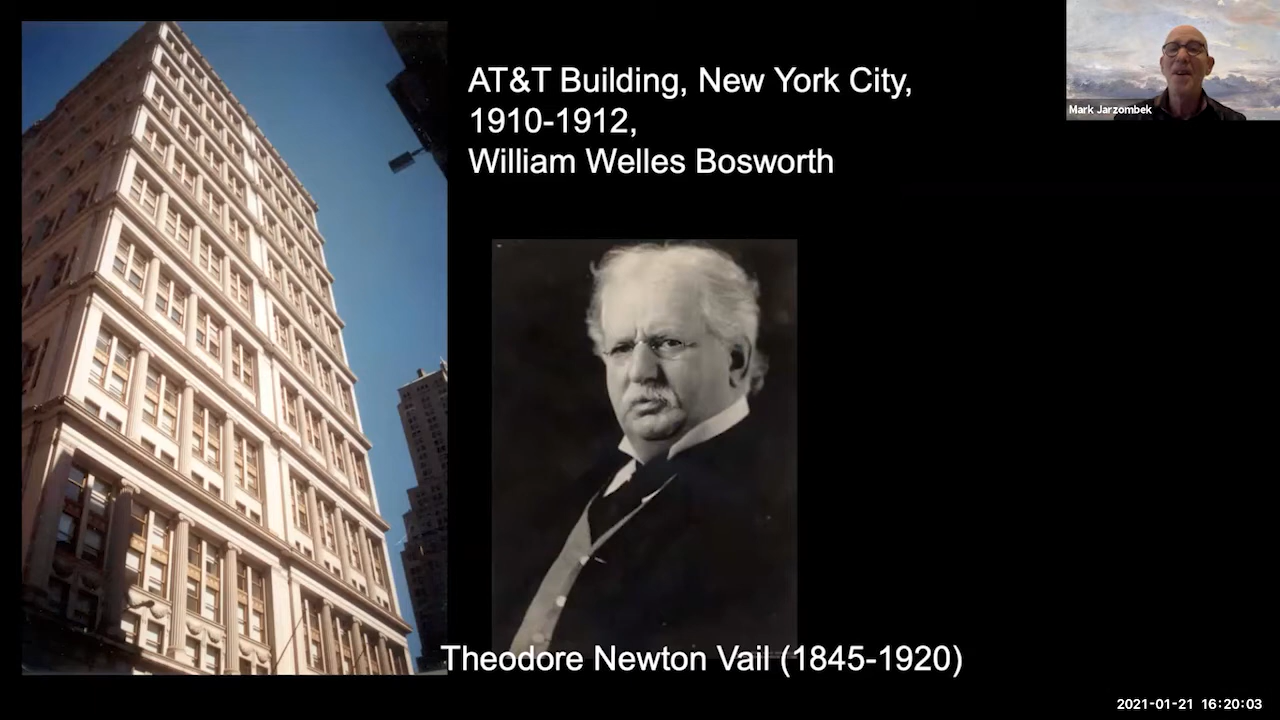 AT&T Building, New York City,
1910-1912,
William Welles Bosworth
Mark Jarzombek
Theodore Newton Vail (1845-1920)
2021-01-21 16:20:03